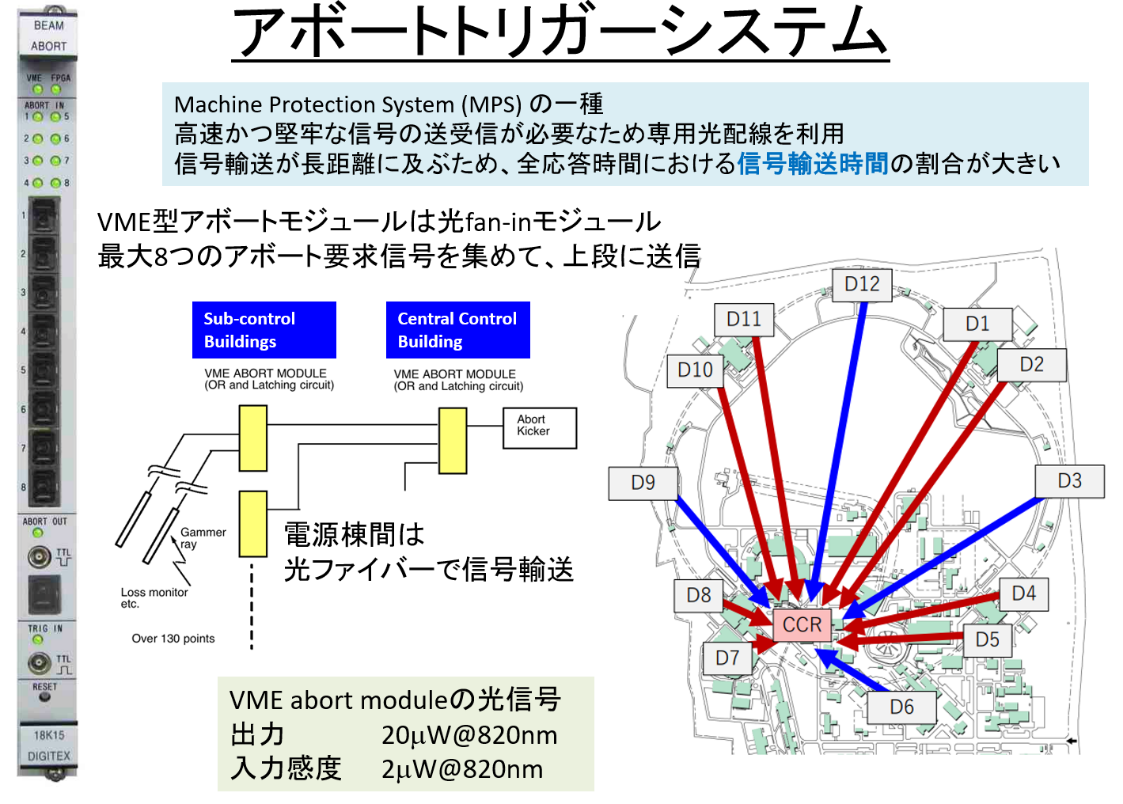 アボートトリガーシステム
Machine Protection System (MPS) の一種
高速かつ堅牢な信号の送受信が必要なため専用光配線を利用
信号輸送が長距離に及ぶため、全応答時間における信号輸送時間の割合が大きい
VME型アボートモジュールは光fan-inモジュール
最大8つのアボート要求信号を集めて、上段に送信
BEAM
ABORT
VME FPGA
ABORT IN
1 5
2 6
3 7
4 8
1
2
3
4
5
6
7
8
ABORT OUT
TTL
TRIG IN
TTL
RESET
18K15
DIGITEX
Sub-control
Buildings
Central Control
Building
VME ABORT MODULE
(OR and Latching circuit)
VME ABORT MODULE
(OR and Latching circuit)
Abort
Kicker
Gammer
ray
Loss monitor
etc.
Over 130 points
電源棟間は
光ファイバーで信号輸送
VME abort moduleの光信号
出力 20μW@820nm
入力感度 2μW@820nm
D12
D11
D1
D10
D2
D9
D3
D8
D4
CCR
D5
D7
D6